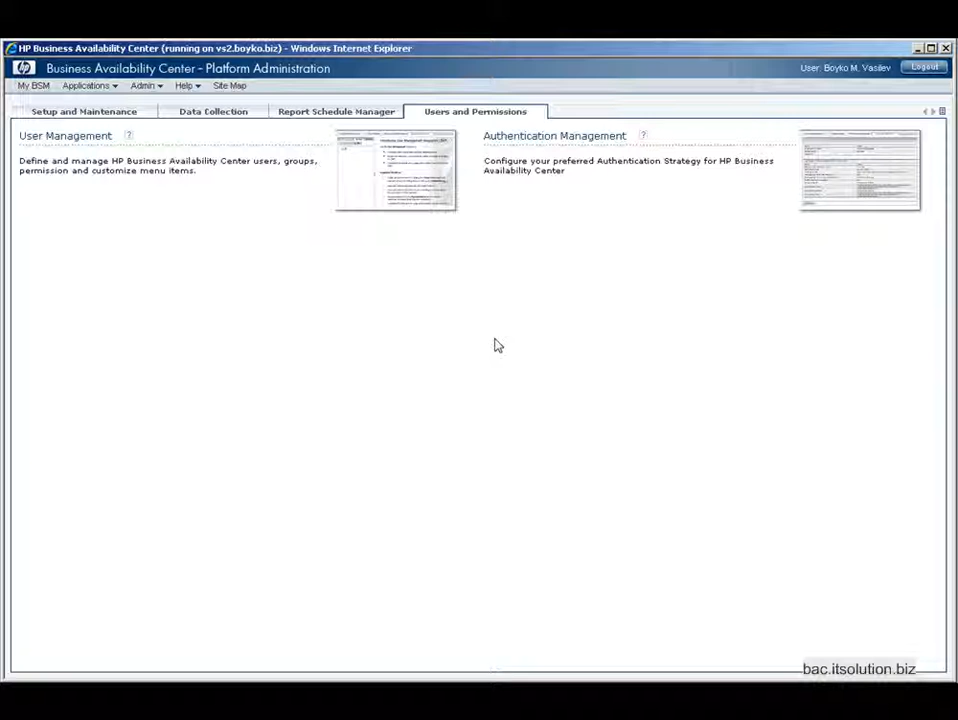 HP Business Availability Center (running on vs2.boyko.biz) - Windows Internet Explorer
hp Business Availability Center - Platform Administration User: Boyko M. Vasilev Logout
My BSM Applications Admin Help Site Map
Setup and Maintenance Data Collection Report Schedule Manager Users and Permissions
User Management ?
Define and manage HP Business Availability Center users, groups,
permission and customize menu items.
Authentication Management ?
Configure your preferred Authentication Strategy for HP Business
Availability Center
bac.itsolution.biz